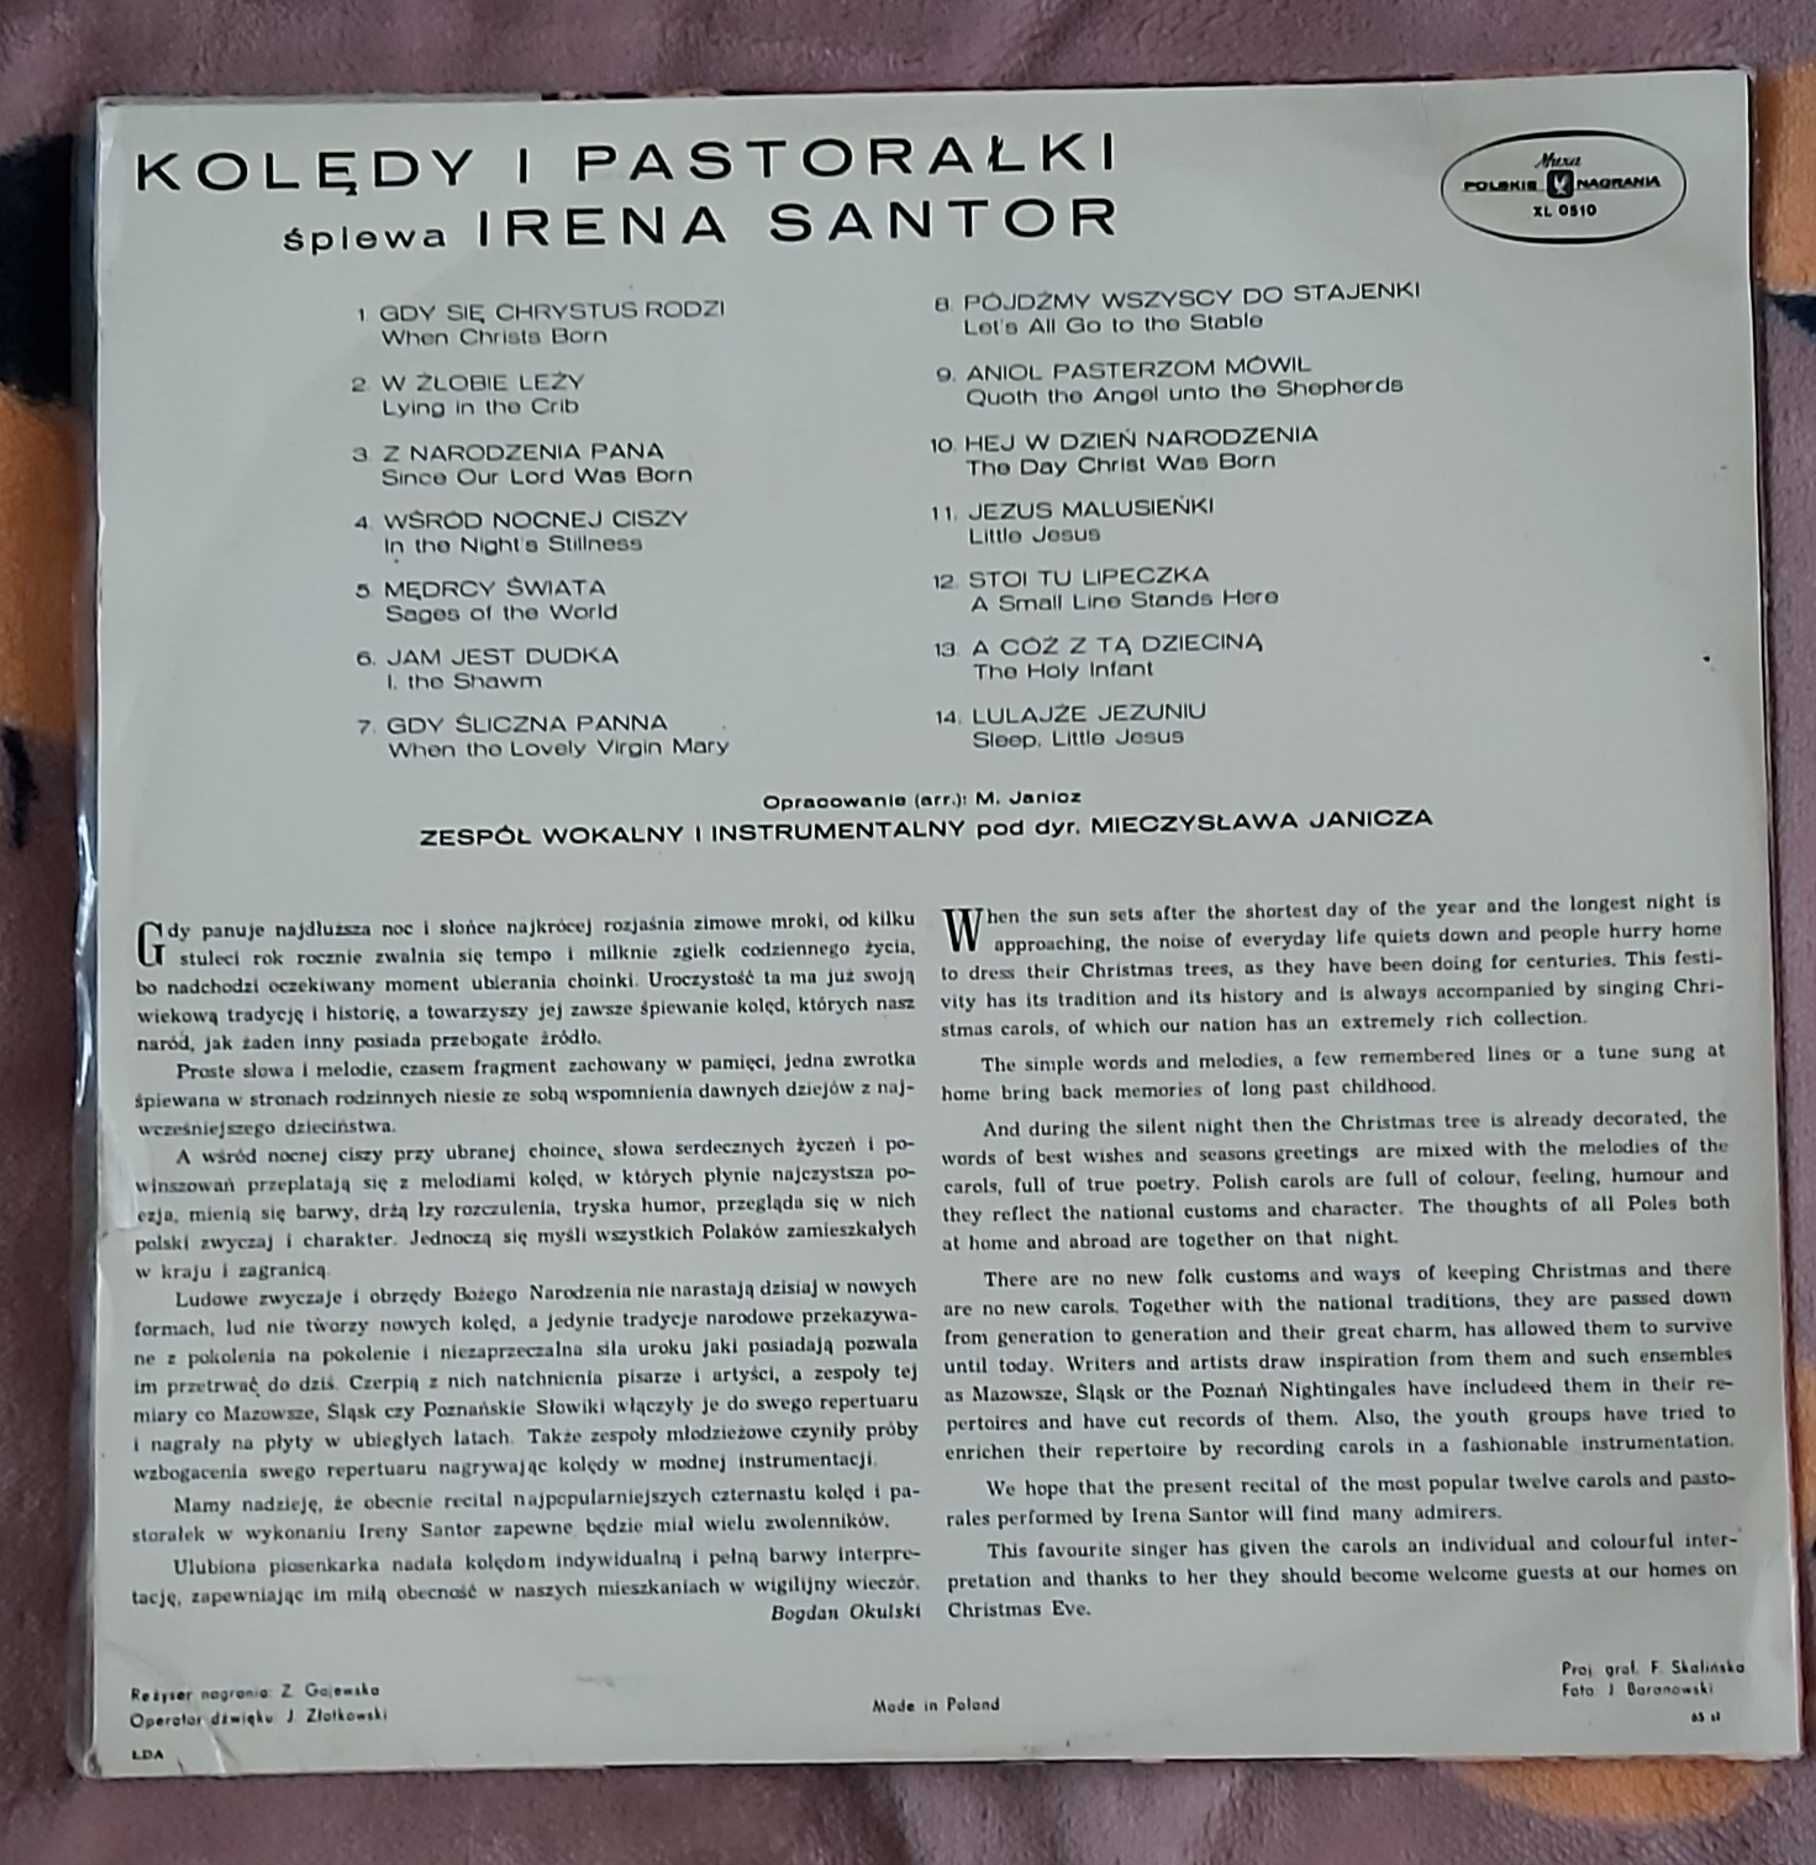 KOLĘDY I PASTORAŁKI
śpiewa IRENA SANTOR
Muza
POLSKIE NAGRANIA
XL 0510
1 GDY SIĘ CHRYSTUS RODZI
When Christs Born
2 W ŻLOBIE LEŻY
Lying in the Crib
3 Z NARODZENIA PANA
Since Our Lord Was Born
4 WŚRÓD NOCNEJ CISZY
In the Night's Stillness
5 MĘDRCY ŚWIATA
Sages of the World
6. JAM JEST DUDKA
I. the Shawm
7. GDY ŚLICZNA PANNA
When the Lovely Virgin Mary
8. PÓJDŹMY WSZYSCY DO STAJENKI
Let's All Go to the Stable
9. ANIOL PASTERZOM MÓWIL
Quoth the Angel unto the Shepherds
10. HEJ W DZIEŃ NARODZENIA
The Day Christ Was Born
11. JEZUS MALUSIEŃKI
Little Jesus
12. STOI TU LIPECZKA
A Small Line Stands Here
13. A CÓŻ Z TĄ DZIECINĄ
The Holy Infant
14. LULAJŻE JEZUNIU
Sleep, Little Jesus
Opracowanie (arr.): M. Janicz
ZESPÓŁ WOKALNY I INSTRUMENTALNY pod dyr. MIECZYSŁAWA JANICZA
Gdy panuje najdłuższa noc i słońce najkrócej rozjaśnia zimowe mroki, od kilku
stuleci rok rocznie zwalnia się tempo i milknie zgiełk codziennego życia,
bo nadchodzi oczekiwany moment ubierania choinki. Uroczystość ta ma już swoją
wiekową tradycję i historię, a towarzyszy jej zawsze śpiewanie kolęd, których nasz
naród, jak żaden inny posiada przebogate źródło.
Proste słowa i melodie, czasem fragment zachowany w pamięci, jedna zwrotka
śpiewana w stronach rodzinnych niesie ze sobą wspomnienia dawnych dziejów z naj-
wcześniejszego dzieciństwa.
A wśród nocnej ciszy przy ubranej choince, słowa serdecznych życzeń i po-
winszowań przeplatają się z melodiami kolęd, w których płynie najczystsza po-
ezja, mienią się barwy, drżą łzy rozczulenia, tryska humor, przegląda się w nich
polski zwyczaj i charakter. Jednoczą się myśli wszystkich Polaków zamieszkałych
w kraju i zagranicą.
Ludowe zwyczaje i obrzędy Bożego Narodzenia nie narastają dzisiaj w nowych
formach, lud nie tworzy nowych kolęd, a jedynie tradycje narodowe przekazywa-
ne z pokolenia na pokolenie i niezaprzeczalna siła uroku jaki posiadają pozwala
im przetrwać do dziś. Czerpią z nich natchnienia pisarze i artyści, a zespoły tej
miary co Mazowsze, Śląsk czy Poznańskie Słowiki włączyły je do swego repertuaru
i nagrały na płyty w ubiegłych latach. Także zespoły młodzieżowe czyniły próby
wzbogacenia swego repertuaru nagrywając kolędy w modnej instrumentacji.
Mamy nadzieję, że obecnie recital najpopularniejszych czternastu kolęd i pa-
storałek w wykonaniu Ireny Santor zapewne będzie miał wielu zwolenników.
Ulubiona piosenkarka nadała kolędom indywidualną i pełną barwy interpre-
tację, zapewniając im miłą obecność w naszych mieszkaniach w wigilijny wieczór.
Bogdan Okulski
When the sun sets after the shortest day of the year and the longest night is
approaching, the noise of everyday life quiets down and people hurry home
to dress their Christmas trees, as they have been doing for centuries. This festi-
vity has its tradition and its history and is always accompanied by singing Chri-
stmas carols, of which our nation has an extremely rich collection.
The simple words and melodies, a few remembered lines or a tune sung at
home bring back memories of long past childhood.
And during the silent night then the Christmas tree is already decorated, the
words of best wishes and seasons greetings are mixed with the melodies of the
carols, full of true poetry. Polish carols are full of colour, feeling, humour and
they reflect the national customs and character. The thoughts of all Poles both
at home and abroad are together on that night.
There are no new folk customs and ways of keeping Christmas and there
are no new carols. Together with the national traditions, they are passed down
from generation to generation and their great charm, has allowed them to survive
until today. Writers and artists draw inspiration from them and such ensembles
as Mazowsze, Śląsk or the Poznań Nightingales have includeed them in their re-
pertoires and have cut records of them. Also, the youth groups have tried to
enrichen their repertoire by recording carols in a fashionable instrumentation.
We hope that the present recital of the most popular twelve carols and pasto-
rales performed by Irena Santor will find many admirers.
This favourite singer has given the carols an individual and colourful inter-
pretation and thanks to her they should become welcome guests at our homes on
Christmas Eve.
Reżyser nagrania: Z. Gajewska
Operator dźwięku: J. Złotkowski
ŁDA
Made in Poland
Proj. graf. F. Skalińska
Foto: J. Baranowski
65 zł